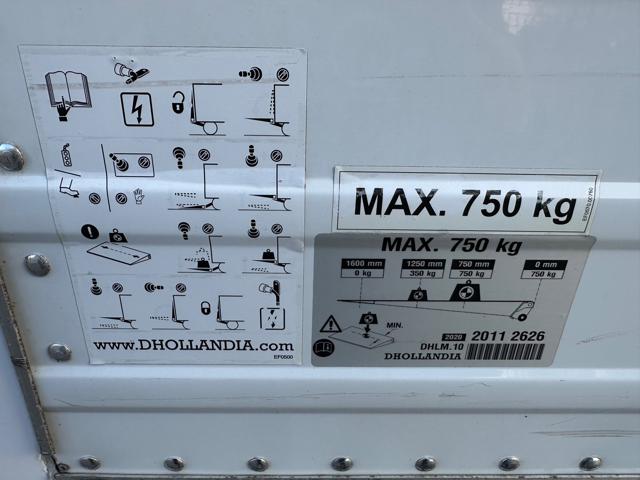 www.DHOLLANDIA.com
EF0500
MAX. 750 kg
MAX. 750 kg
1600 mm 1250 mm 750 mm 0 mm
0 kg 350 kg 750 kg 750 kg
MIN.
2020 2011 2626
DHLM.10
DHOLLANDIA